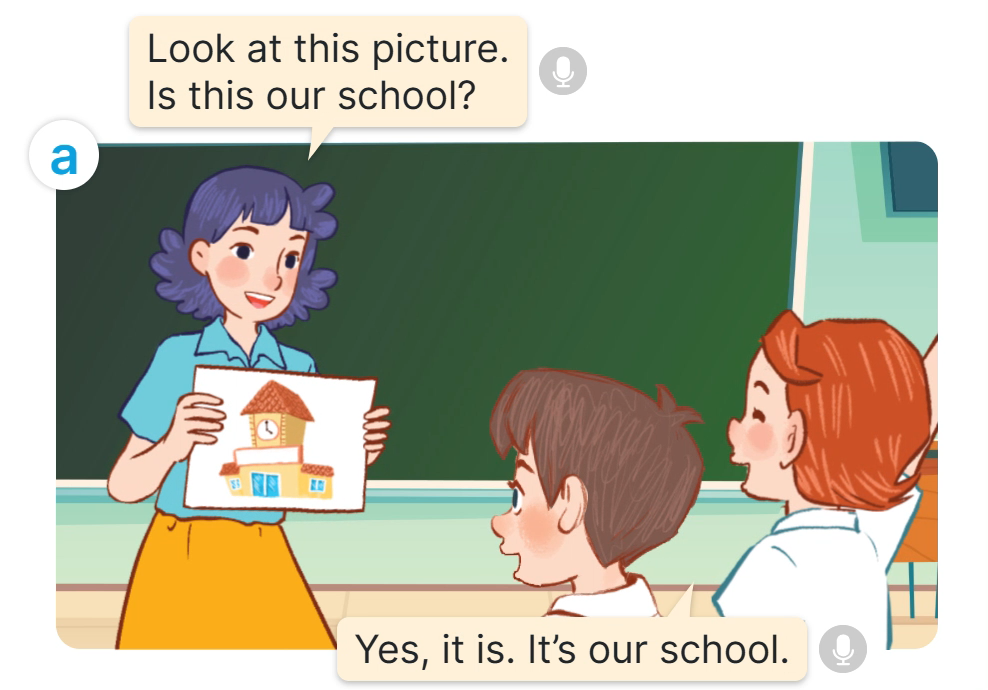 Look at this picture.
Is this our school?
a
Yes, it is. It’s our school.